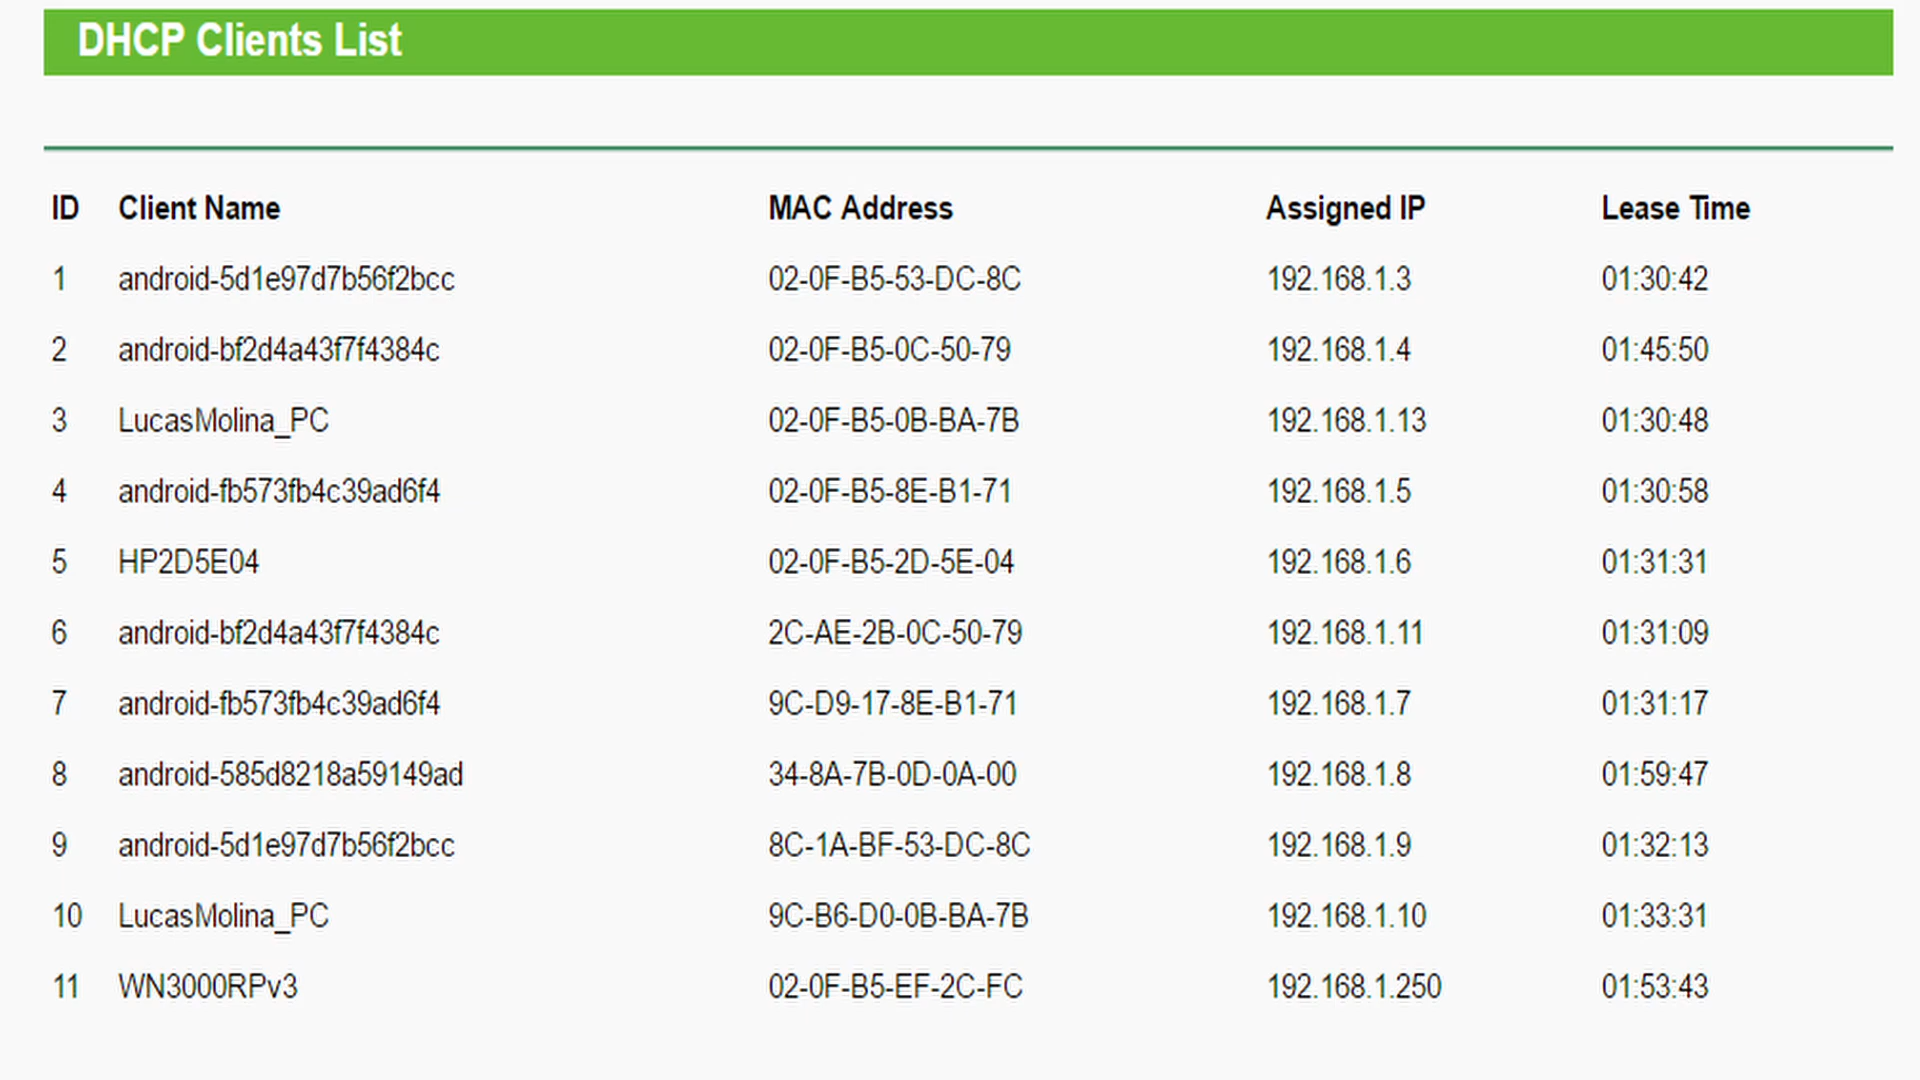 DHCP Clients List
ID Client Name MAC Address Assigned IP Lease Time
1 android-5d1e97d7b56f2bcc 02-0F-B5-53-DC-8C 192.168.1.3 01:30:42
2 android-bf2d4a43f7f4384c 02-0F-B5-0C-50-79 192.168.1.4 01:45:50
3 LucasMolina_PC 02-0F-B5-0B-BA-7B 192.168.1.13 01:30:48
4 android-fb573fb4c39ad6f4 02-0F-B5-8E-B1-71 192.168.1.5 01:30:58
5 HP2D5E04 02-0F-B5-2D-5E-04 192.168.1.6 01:31:31
6 android-bf2d4a43f7f4384c 2C-AE-2B-0C-50-79 192.168.1.11 01:31:09
7 android-fb573fb4c39ad6f4 9C-D9-17-8E-B1-71 192.168.1.7 01:31:17
8 android-585d8218a59149ad 34-8A-7B-0D-0A-00 192.168.1.8 01:59:47
9 android-5d1e97d7b56f2bcc 8C-1A-BF-53-DC-8C 192.168.1.9 01:32:13
10 LucasMolina_PC 9C-B6-D0-0B-BA-7B 192.168.1.10 01:33:31
11 WN3000RPv3 02-0F-B5-EF-2C-FC 192.168.1.250 01:53:43